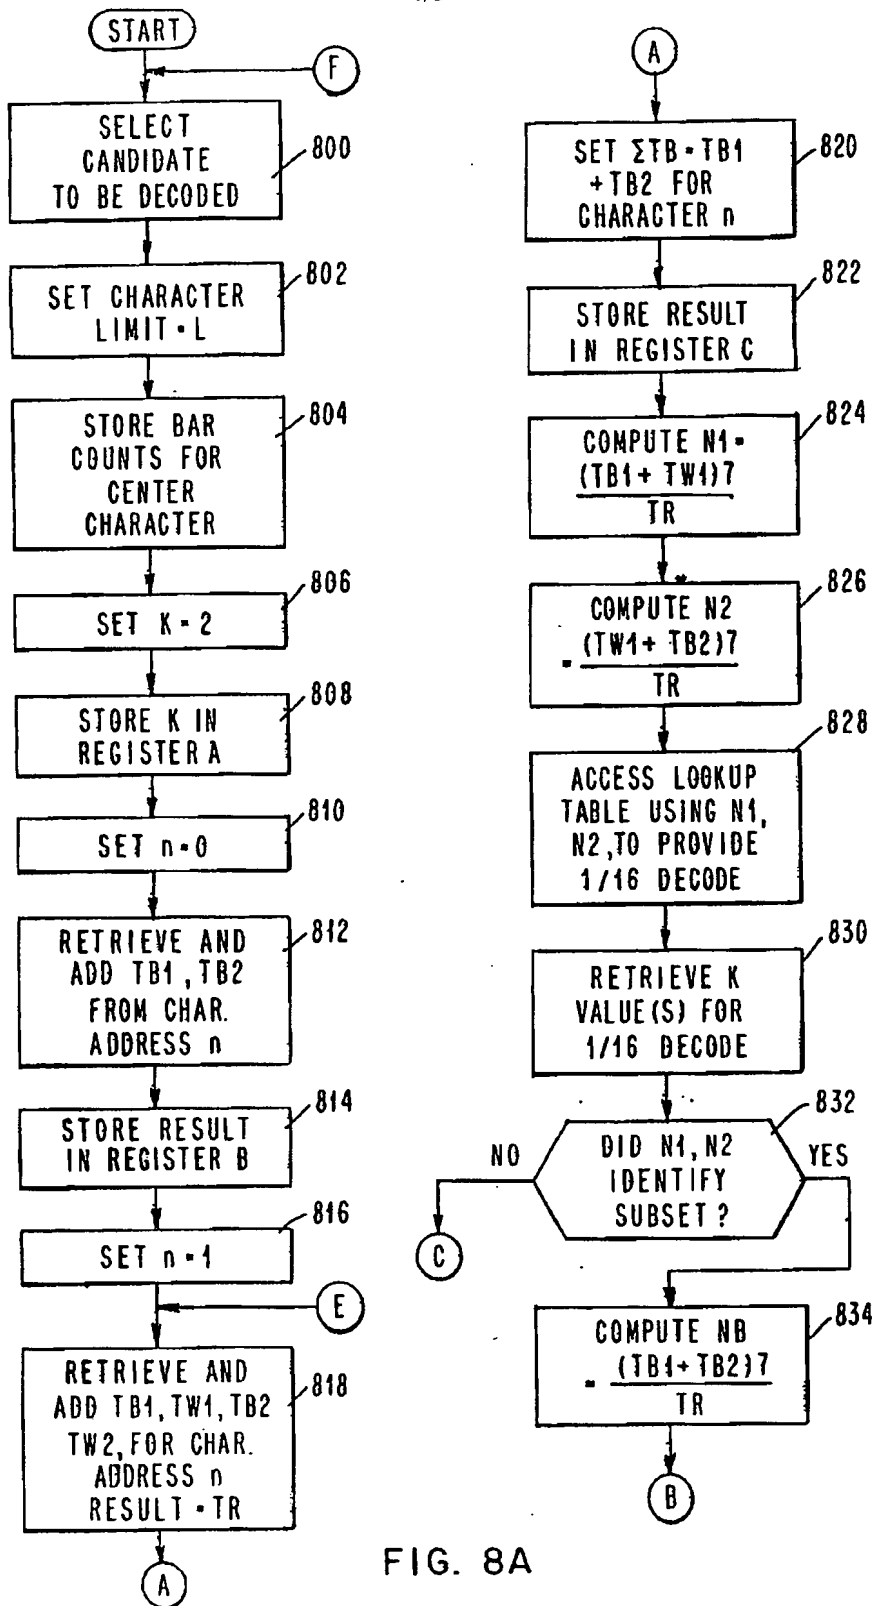 START
F
SELECT
CANDIDATE
TO BE DECODED
800
SET CHARACTER
LIMIT = L
802
STORE BAR
COUNTS FOR
CENTER
CHARACTER
804
SET K = 2
806
STORE K IN
REGISTER A
808
SET n = 0
810
RETRIEVE AND
ADD TB1, TB2
FROM CHAR.
ADDRESS n
812
STORE RESULT
IN REGISTER B
814
SET n = 1
816
E
RETRIEVE AND
ADD TB1, TW1, TB2
TW2, FOR CHAR.
ADDRESS n
RESULT = TR
818
A
A
SET ΣTB = TB1
+ TB2 FOR
CHARACTER n
820
STORE RESULT
IN REGISTER C
822
COMPUTE N1 =
(TB1 + TW1)7
TR
824
COMPUTE N2
= (TW1 + TB2)7
TR
826
ACCESS LOOKUP
TABLE USING N1,
N2, TO PROVIDE
1/16 DECODE
828
RETRIEVE K
VALUE(S) FOR
1/16 DECODE
830
DID N1, N2
IDENTIFY
SUBSET ?
832
NO
YES
C
COMPUTE NB
= (TB1 + TB2)7
TR
834
B
FIG. 8A